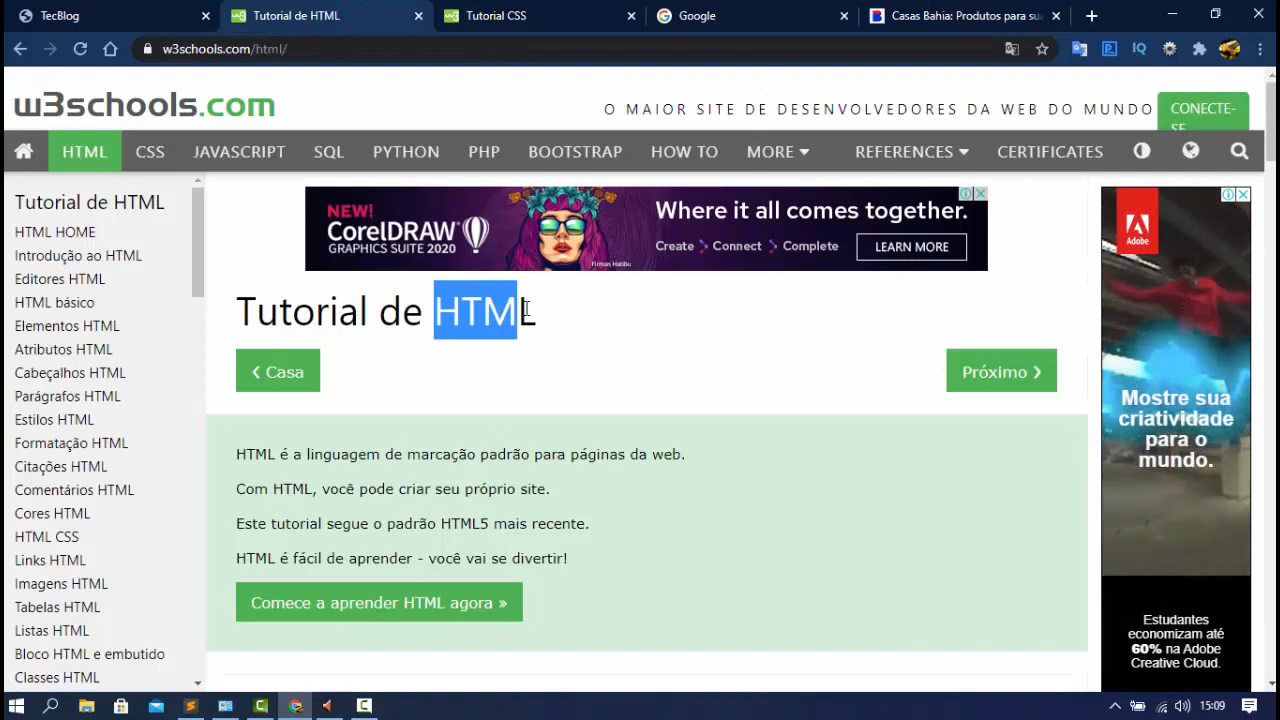 TecBlog
Tutorial de HTML
Tutorial CSS
Google
Casas Bahia: Produtos para sua
w3schools.com/html/
w3schools.com
O MAIOR SITE DE DESENVOLVEDORES DA WEB DO MUNDO
CONECTE-
SE
HTML
CSS
JAVASCRIPT
SQL
PYTHON
PHP
BOOTSTRAP
HOW TO
MORE
REFERENCES
CERTIFICATES
Tutorial de HTML
HTML HOME
Introdução ao HTML
Editores HTML
HTML básico
Elementos HTML
Atributos HTML
Cabeçalhos HTML
Parágrafos HTML
Estilos HTML
Formatação HTML
Citações HTML
Comentários HTML
Cores HTML
HTML CSS
Links HTML
Imagens HTML
Tabelas HTML
Listas HTML
Bloco HTML e embutido
Classes HTML
NEW!
CorelDRAW
GRAPHICS SUITE 2020
Where it all comes together.
Create
Connect
Complete
LEARN MORE
Tutorial de HTML
❮ Casa
Próximo ❯
HTML é a linguagem de marcação padrão para páginas da web.
Com HTML, você pode criar seu próprio site.
Este tutorial segue o padrão HTML5 mais recente.
HTML é fácil de aprender - você vai se divertir!
Comece a aprender HTML agora »
Adobe
Mostre sua
criatividade
para o
mundo.
Estudantes
economizam até
60% na Adobe
Creative Cloud.
15:09